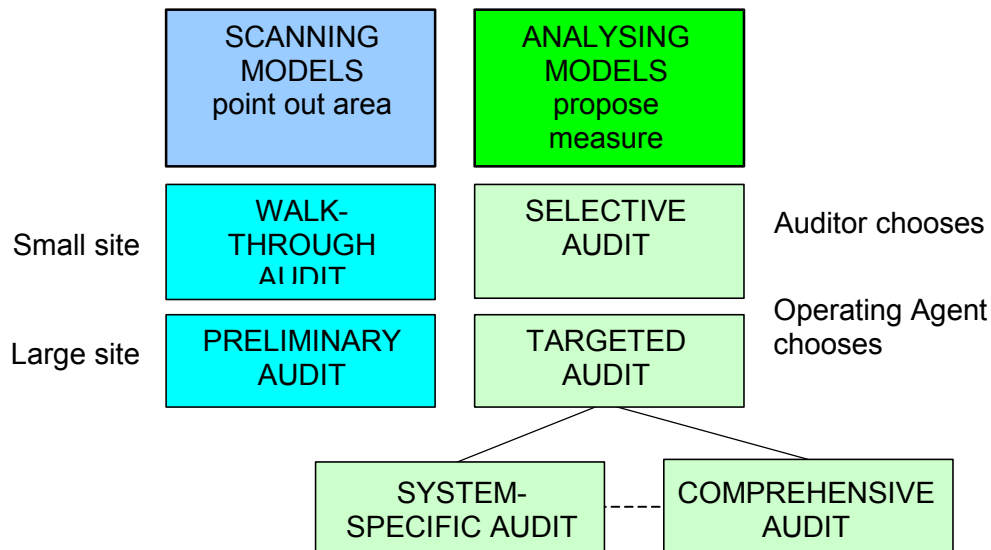 SCANNING
MODELS
point out area
ANALYSING
MODELS
propose
measure
Small site
WALK-
THROUGH
AUDIT
SELECTIVE
AUDIT
Auditor chooses
Large site
PRELIMINARY
AUDIT
TARGETED
AUDIT
Operating Agent
chooses
SYSTEM-
SPECIFIC AUDIT
COMPREHENSIVE
AUDIT